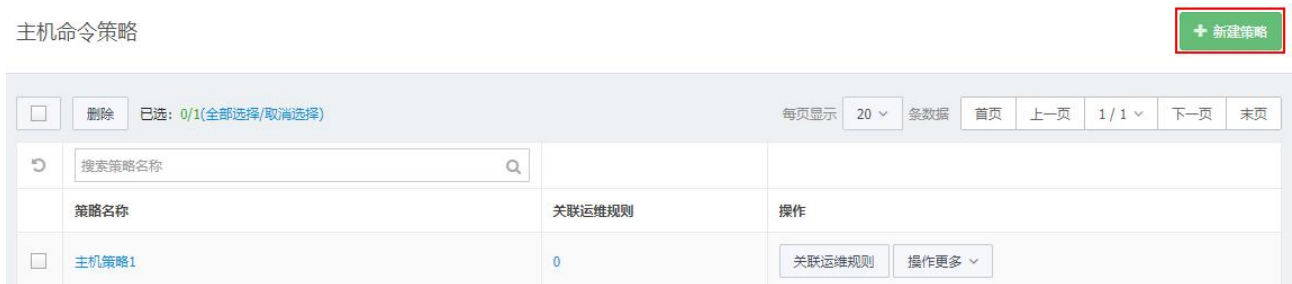 主机命令策略
新建策略
删除 已选：0/1(全部选择/取消选择) 每页显示 20 条数据 首页 上一页 1/1 下一页 末页
搜索策略名称
策略名称 关联运维规则 操作
主机策略1 0 关联运维规则 操作更多